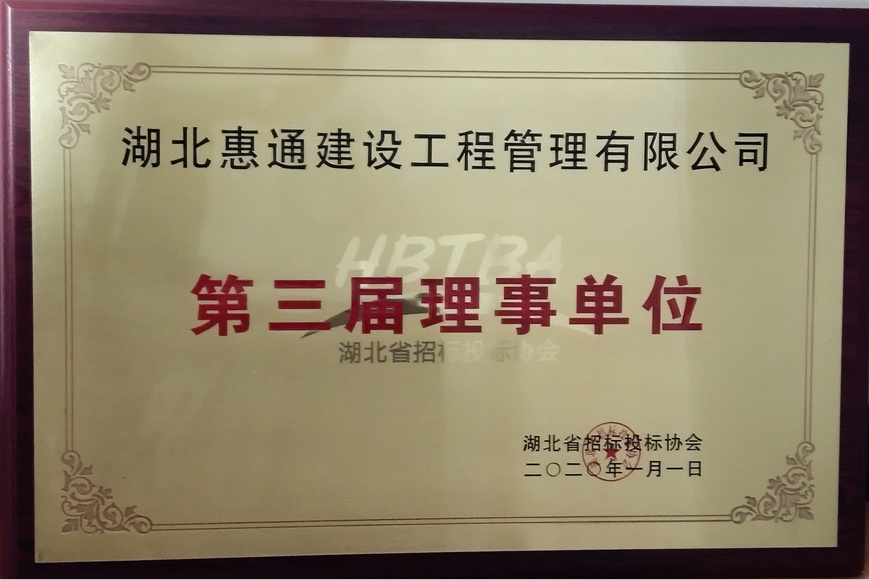 湖北惠通建设工程管理有限公司
HBTBA
第三届理事单位
湖北省招标投标协会
湖北省招标投标协会
二〇二〇年一月一日